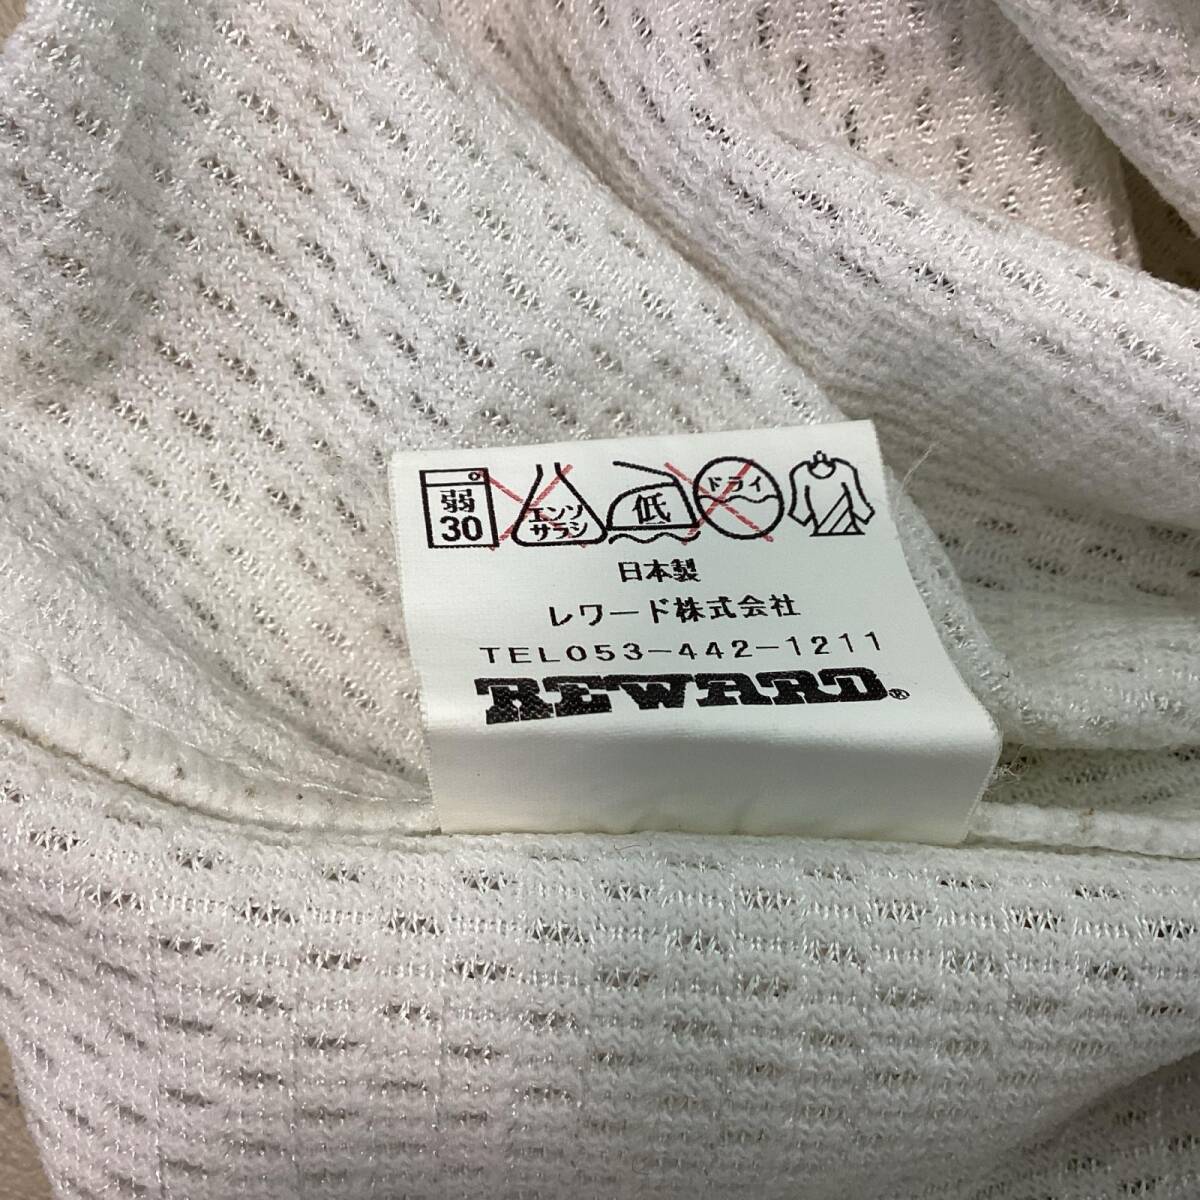 弱 30 エンソ サラシ 低 ドライ
日本製
レワード株式会社
TEL053-442-1211
REWARD®